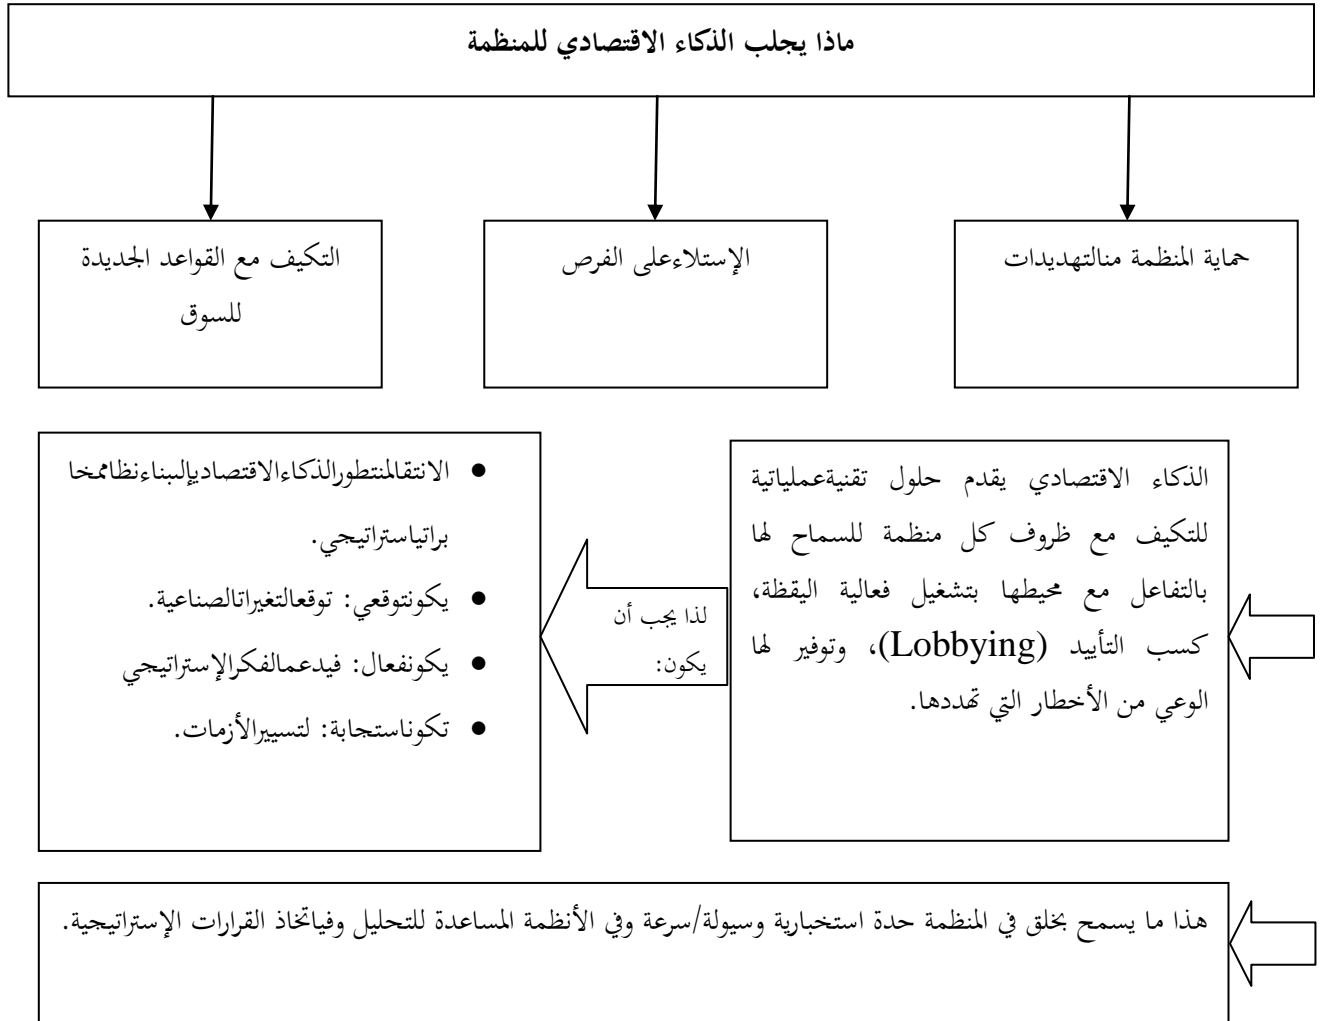 ماذا يجلب الذكاء الاقتصادي للمنظمة
حماية المنظمة منالتهديدات
الإستلاءعلى الفرص
التكيف مع القواعد الجديدة
للسوق
الذكاء الاقتصادي يقدم حلول تقنيةعملياتية
للتكيف مع ظروف كل منظمة للسماح لها
بالتفاعل مع محيطها بتشغيل فعالية اليقظة،
كسب التأييد (Lobbying)، وتوفير لها
الوعي من الأخطار التي تهددها.
لذا يجب أن
يكون:
● الانتقالمنتطورالذكاءالاقتصاديإلىبناءنظاممخا
براتياستراتيجي.
● يكونتوقعي: توقعالتغيراتالصناعية.
● يكونفعال: فيدعمالفكرالإستراتيجي
● تكوناستجابة: لتسييرالأزمات.
هذا ما يسمح بخلق في المنظمة حدة استخبارية وسيولة/سرعة وفي الأنظمة المساعدة للتحليل وفياتخاذ القرارات الإستراتيجية.